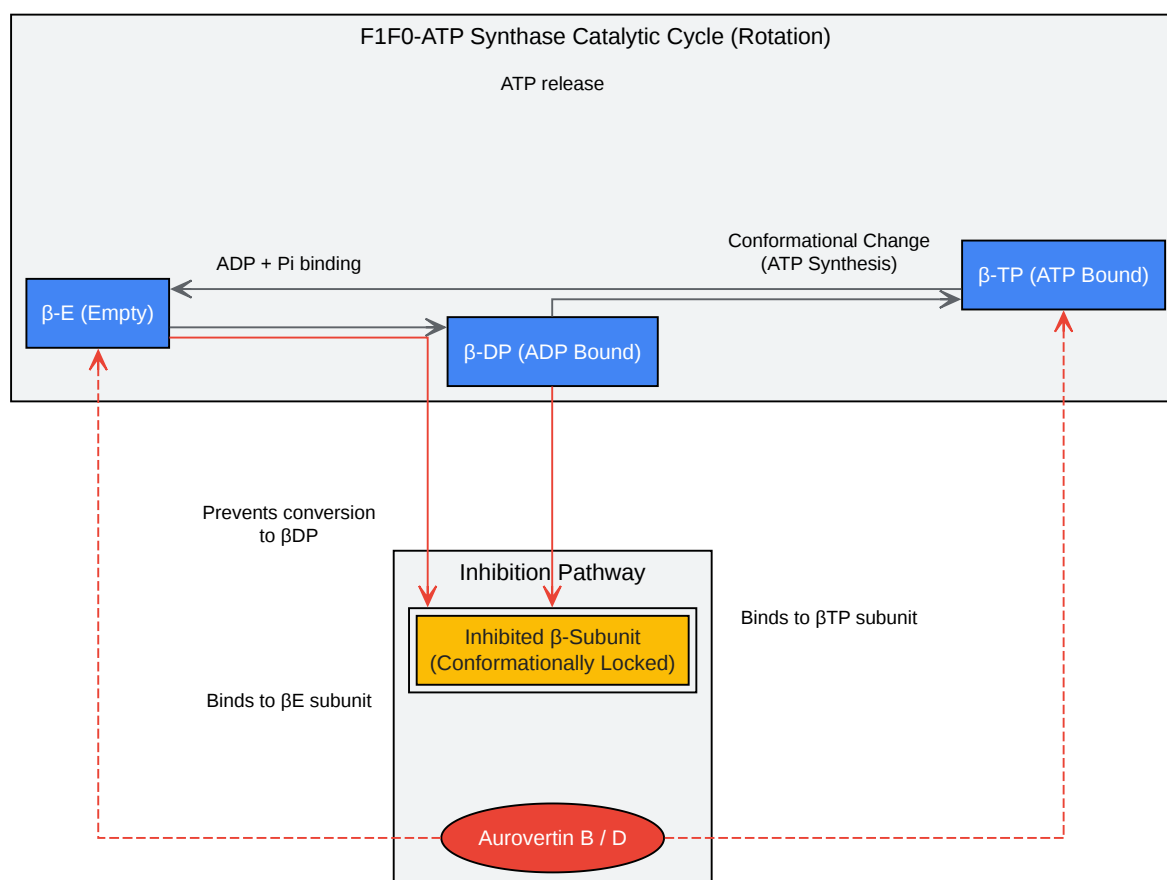 F1F0-ATP Synthase Catalytic Cycle (Rotation)
ATP release
Conformational Change
(ATP Synthesis)
ADP + Pi binding
β-TP (ATP Bound)
β-E (Empty)
β-DP (ADP Bound)
Prevents conversion
to βDP
Inhibition Pathway
Binds to βTP subunit
Inhibited β-Subunit
(Conformationally Locked)
Binds to βE subunit
Aurovertin B / D